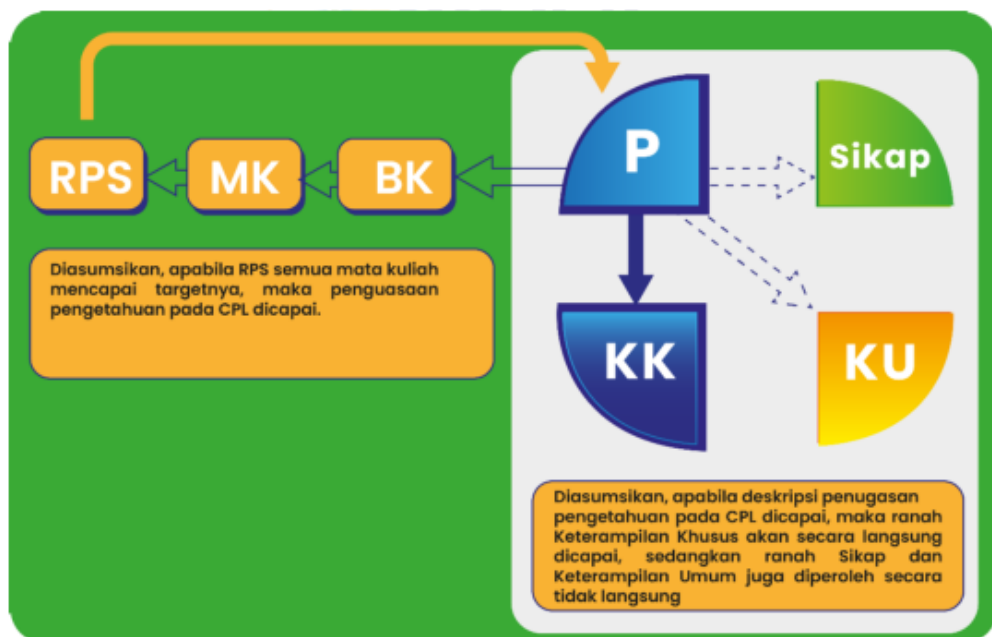 RPS
MK
BK
P
Sikap
KK
KU
Diasumsikan, apabila RPS semua mata kuliah
mencapai targetnya, maka penguasaan
pengetahuan pada CPL dicapai.
Diasumsikan, apabila deskripsi penugasan
pengetahuan pada CPL dicapai, maka ranah
Keterampilan Khusus akan secara langsung
dicapai, sedangkan ranah Sikap dan
Keterampilan Umum juga diperoleh secara
tidak langsung